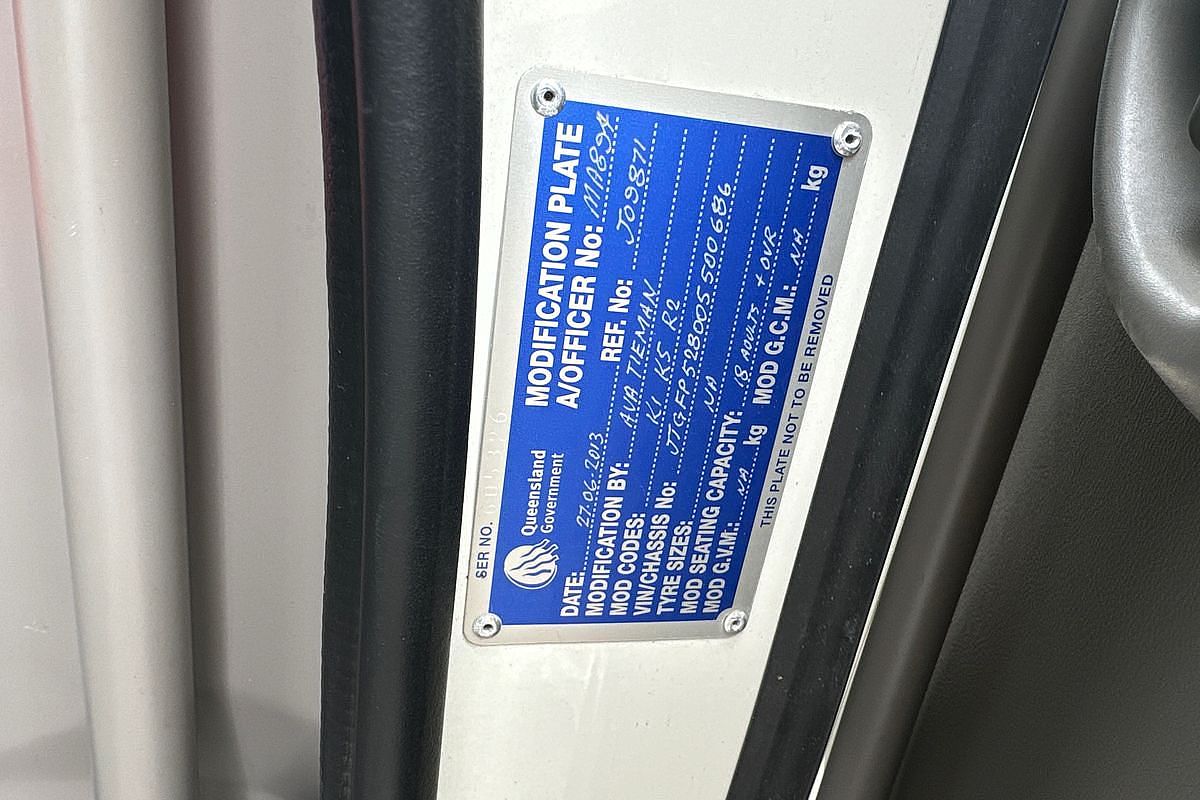 SER NO. 605326
Queensland
Government
MODIFICATION PLATE
A/OFFICER No: MA89A
DATE: 27.06.2013 REF. No: J09871
MODIFICATION BY: AVA TIEMAN
MOD CODES: K1 K5 R2
VIN/CHASSIS No: JTGFP528005500686
TYRE SIZES: NA
MOD SEATING CAPACITY: 18 ADULTS + DVR
MOD G.V.M.: NA kg MOD G.C.M.: NA kg
THIS PLATE NOT TO BE REMOVED